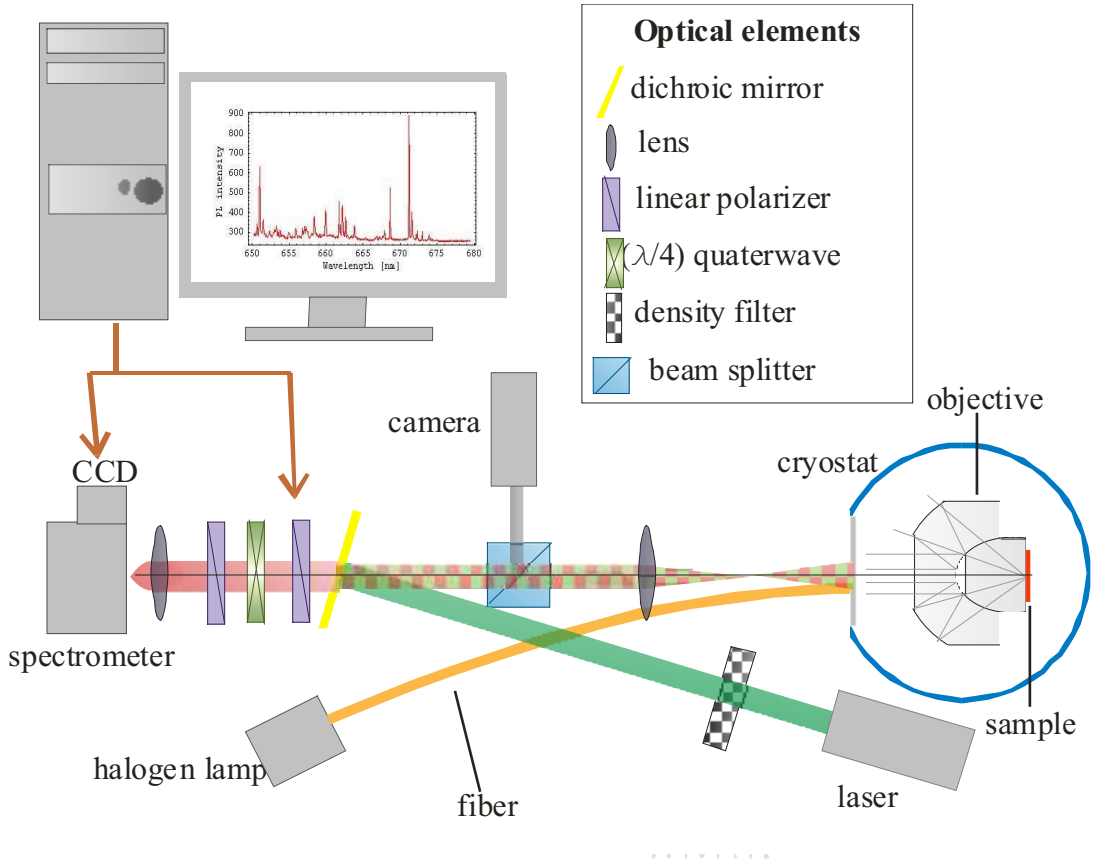 900
800
700
600
500
400
300
PL intensity
650 655 660 665 670 675 680
Wavelength [nm]
Optical elements
dichroic mirror
lens
linear polarizer
(λ/4) quaterwave
density filter
beam splitter
objective
camera
cryostat
CCD
spectrometer
sample
halogen lamp
fiber
laser